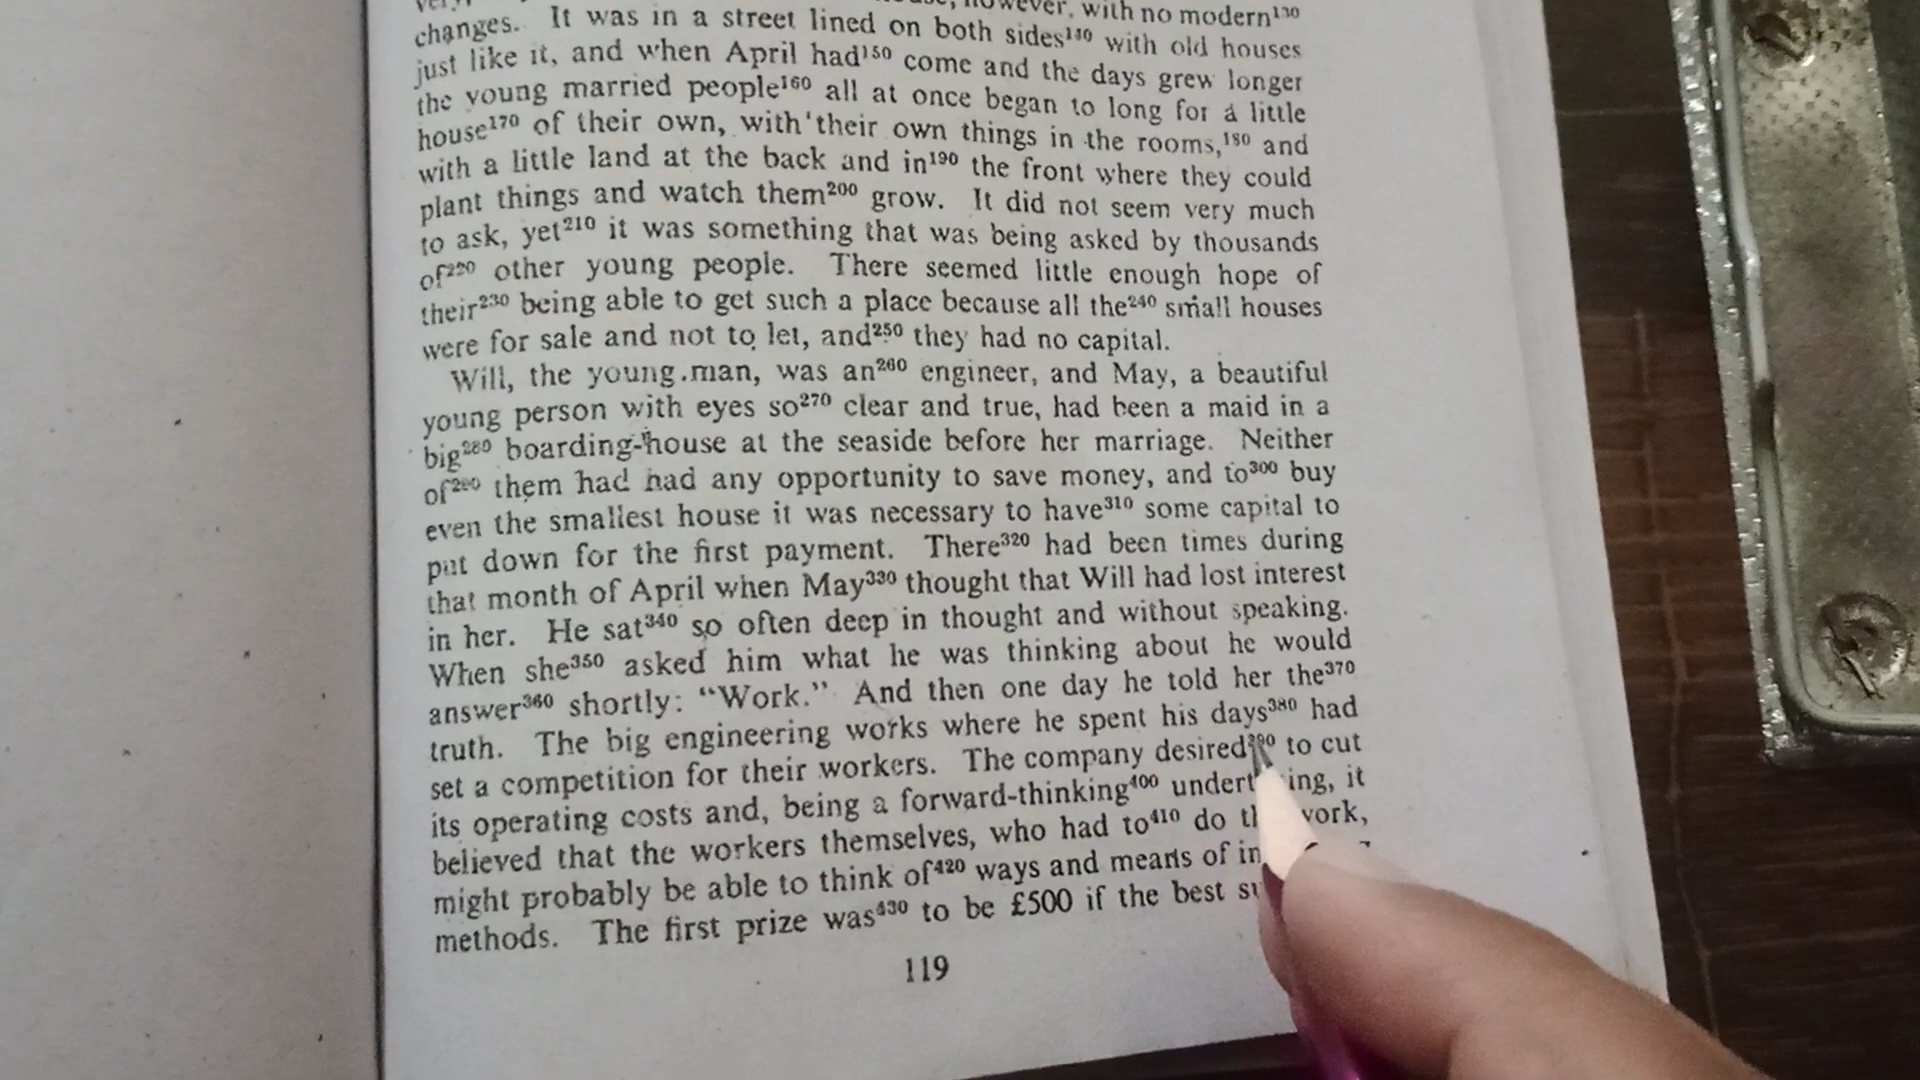 however, with no modern¹³⁰
changes. It was in a street lined on both sides¹⁴⁰ with old houses
just like it, and when April had¹⁵⁰ come and the days grew longer
the young married people¹⁶⁰ all at once began to long for a little
house¹⁷⁰ of their own, with their own things in the rooms,¹⁸⁰ and
with a little land at the back and in¹⁹⁰ the front where they could
plant things and watch them²⁰⁰ grow. It did not seem very much
to ask, yet²¹⁰ it was something that was being asked by thousands
of²²⁰ other young people. There seemed little enough hope of
their²³⁰ being able to get such a place because all the²⁴⁰ small houses
were for sale and not to let, and²⁵⁰ they had no capital.
Will, the young man, was an²⁶⁰ engineer, and May, a beautiful
young person with eyes so²⁷⁰ clear and true, had been a maid in a
big²⁸⁰ boarding-house at the seaside before her marriage. Neither
of²⁹⁰ them had had any opportunity to save money, and to³⁰⁰ buy
even the smallest house it was necessary to have³¹⁰ some capital to
put down for the first payment. There³²⁰ had been times during
that month of April when May³³⁰ thought that Will had lost interest
in her. He sat³⁴⁰ so often deep in thought and without speaking.
When she³⁵⁰ asked him what he was thinking about he would
answer³⁶⁰ shortly: “Work.” And then one day he told her the³⁷⁰
truth. The big engineering works where he spent his days³⁸⁰ had
set a competition for their workers. The company desired³⁹⁰ to cut
its operating costs and, being a forward-thinking⁴⁰⁰ it
believed that the workers themselves, who had to⁴¹⁰ do
might probably be able to think of⁴²⁰ ways and means of
methods. The first prize was⁴³⁰ to be £500 if the best
119